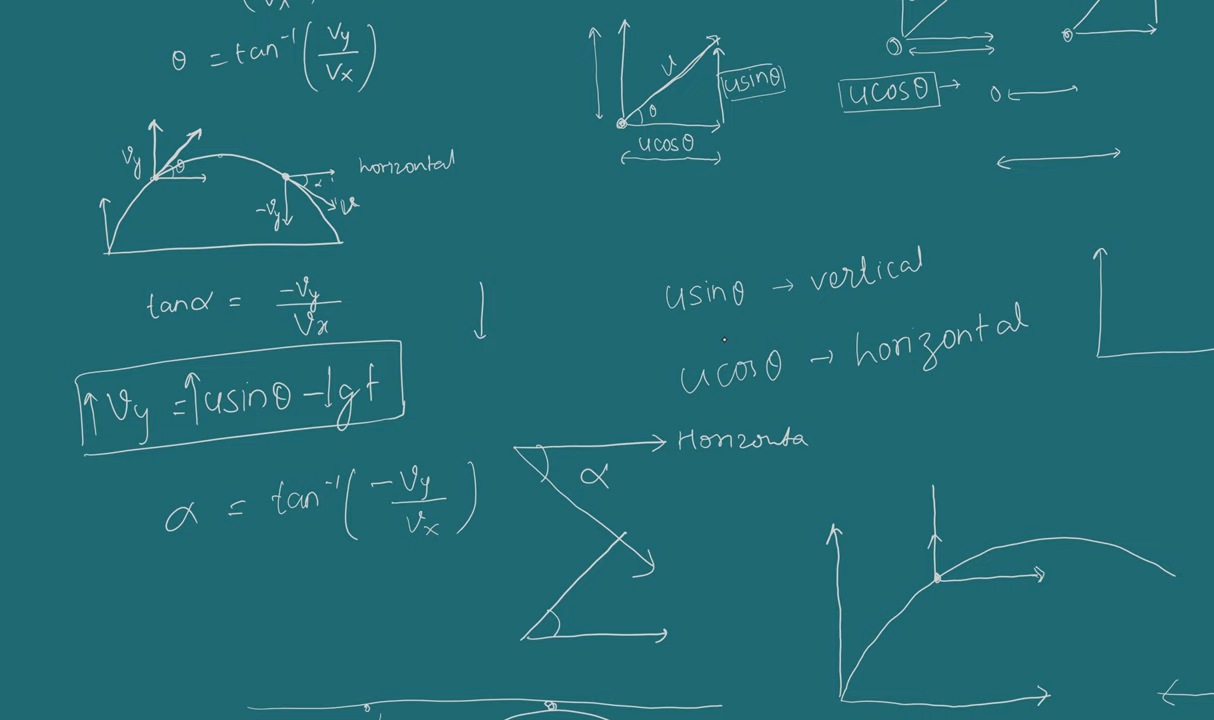 θ = tan⁻¹(Vy/Vx)
Vy
θ
horizontal
α
-Vy
v
tanα = -Vy/Vx
↑Vy = ↑usinθ - ↓gt
α = tan⁻¹(-Vy/Vx)
θ
usinθ
ucosθ
ucosθ →
usinθ → vertical
ucosθ → horizontal
Horizonta
α